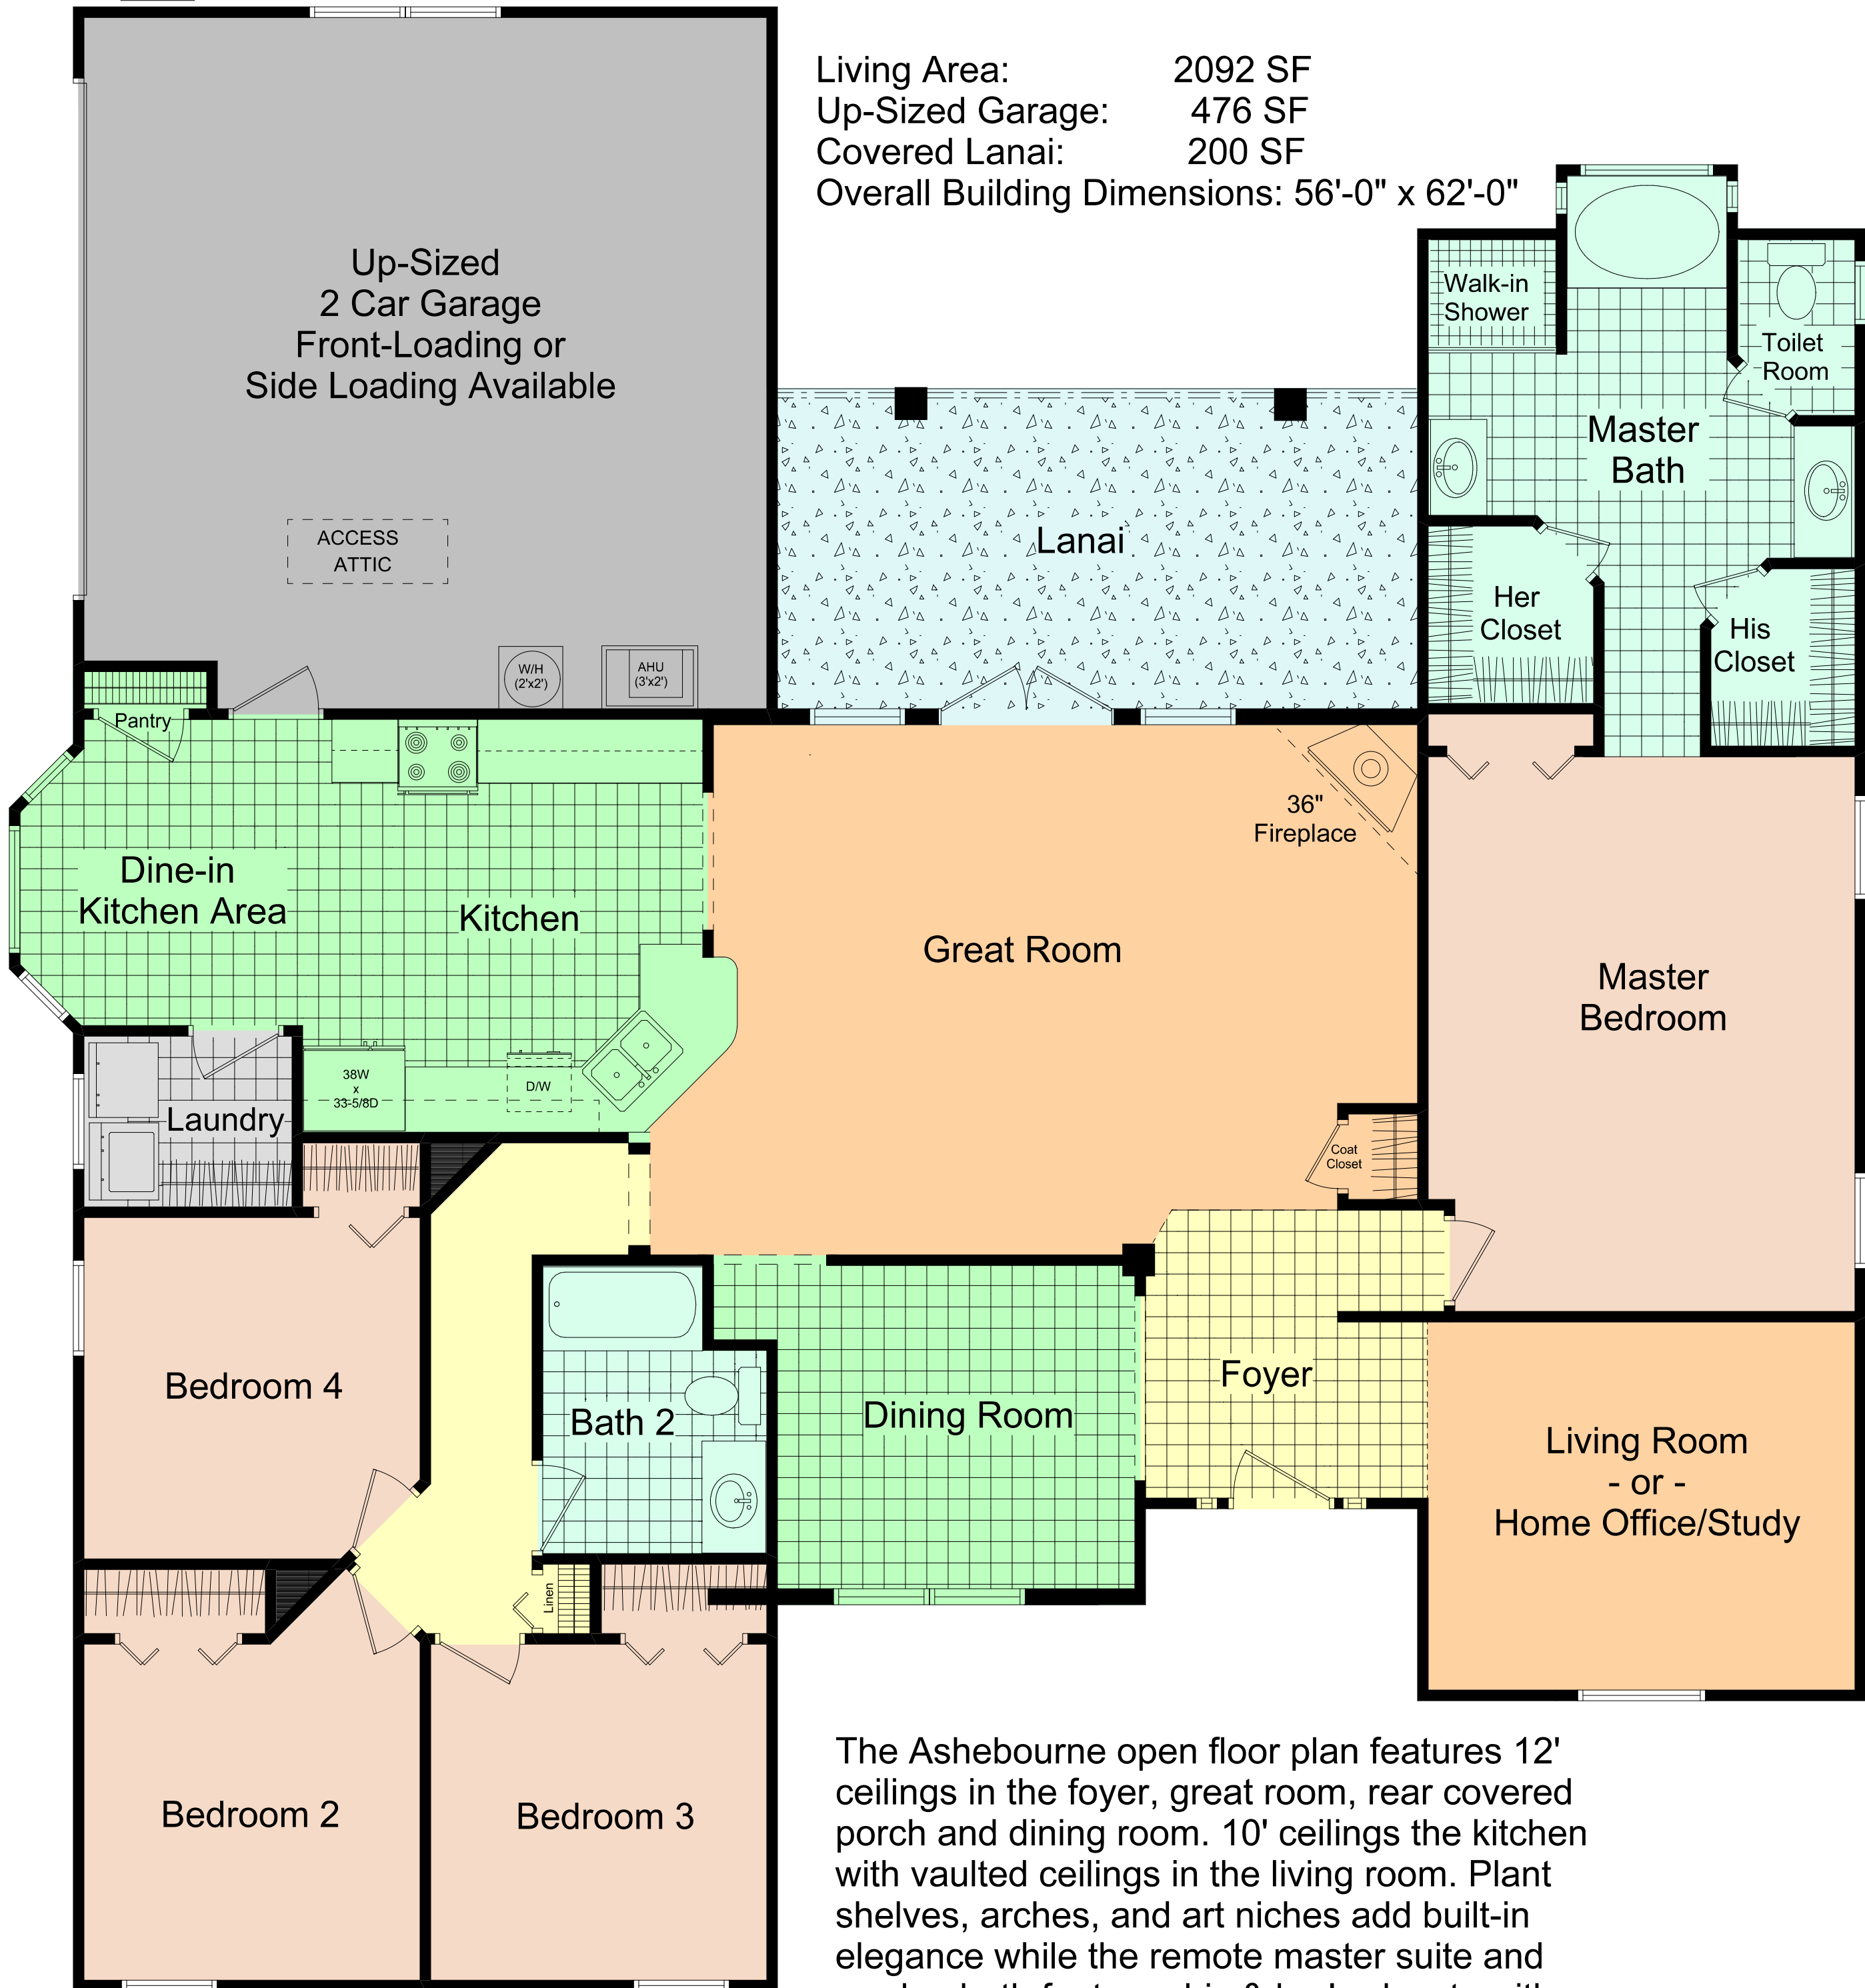 Living Area: 2092 SF
Up-Sized Garage: 476 SF
Covered Lanai: 200 SF
Overall Building Dimensions: 56'-0" x 62'-0"
Up-Sized
2 Car Garage
Front-Loading or
Side Loading Available
ACCESS
ATTIC
W/H
(2'x2')
AHU
(3'x2')
Walk-in
Shower
Toilet
Room
Master
Bath
Lanai
Her
Closet
His
Closet
Pantry
36"
Fireplace
Dine-in
Kitchen Area
Kitchen
Great Room
Master
Bedroom
38W
x
33-5/8D
D/W
Laundry
Coat
Closet
Bedroom 4
Bath 2
Dining Room
Foyer
Living Room
- or -
Home Office/Study
Linen
Bedroom 2
Bedroom 3
The Ashebourne open floor plan features 12'
ceilings in the foyer, great room, rear covered
porch and dining room. 10' ceilings the kitchen
with vaulted ceilings in the living room. Plant
shelves, arches, and art niches add built-in
elegance while the remote master suite and